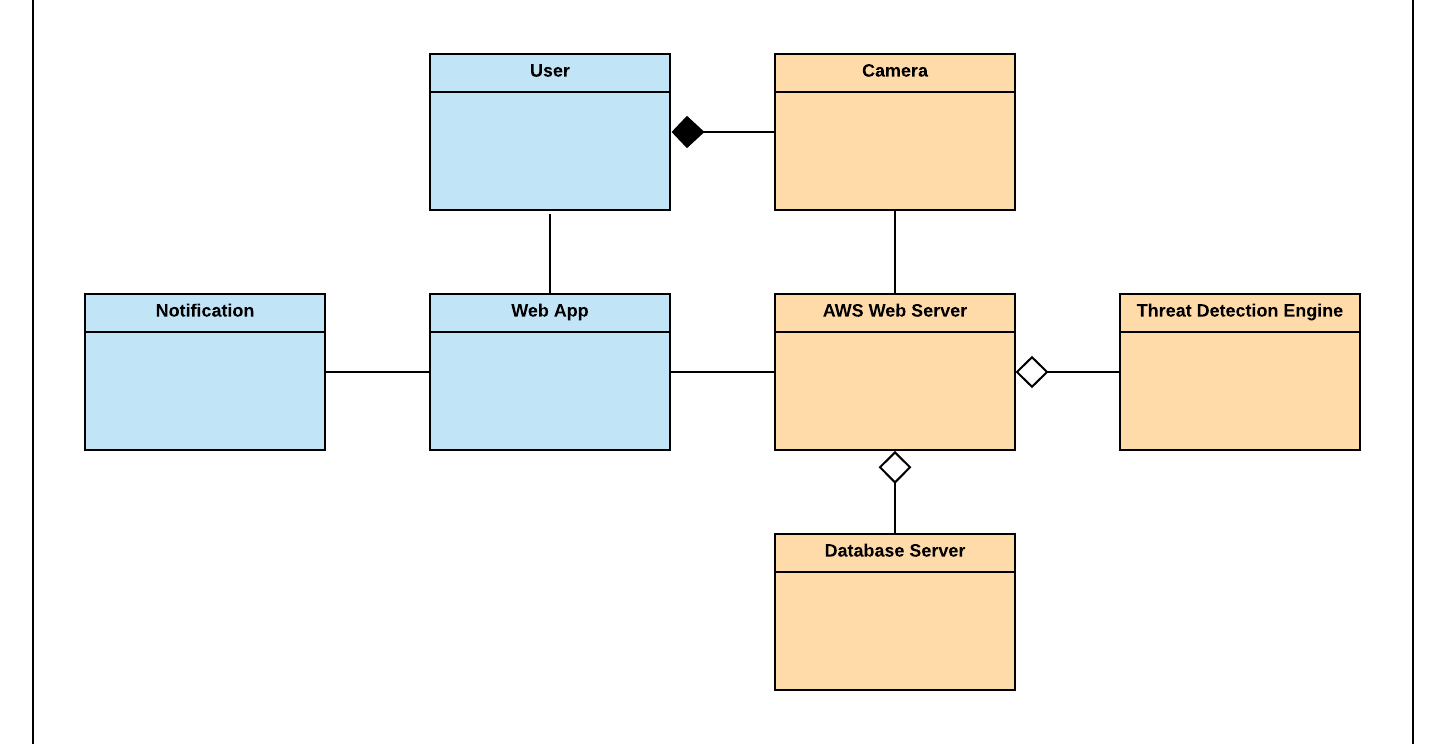 User
Camera
Notification
Web App
AWS Web Server
Threat Detection Engine
Database Server